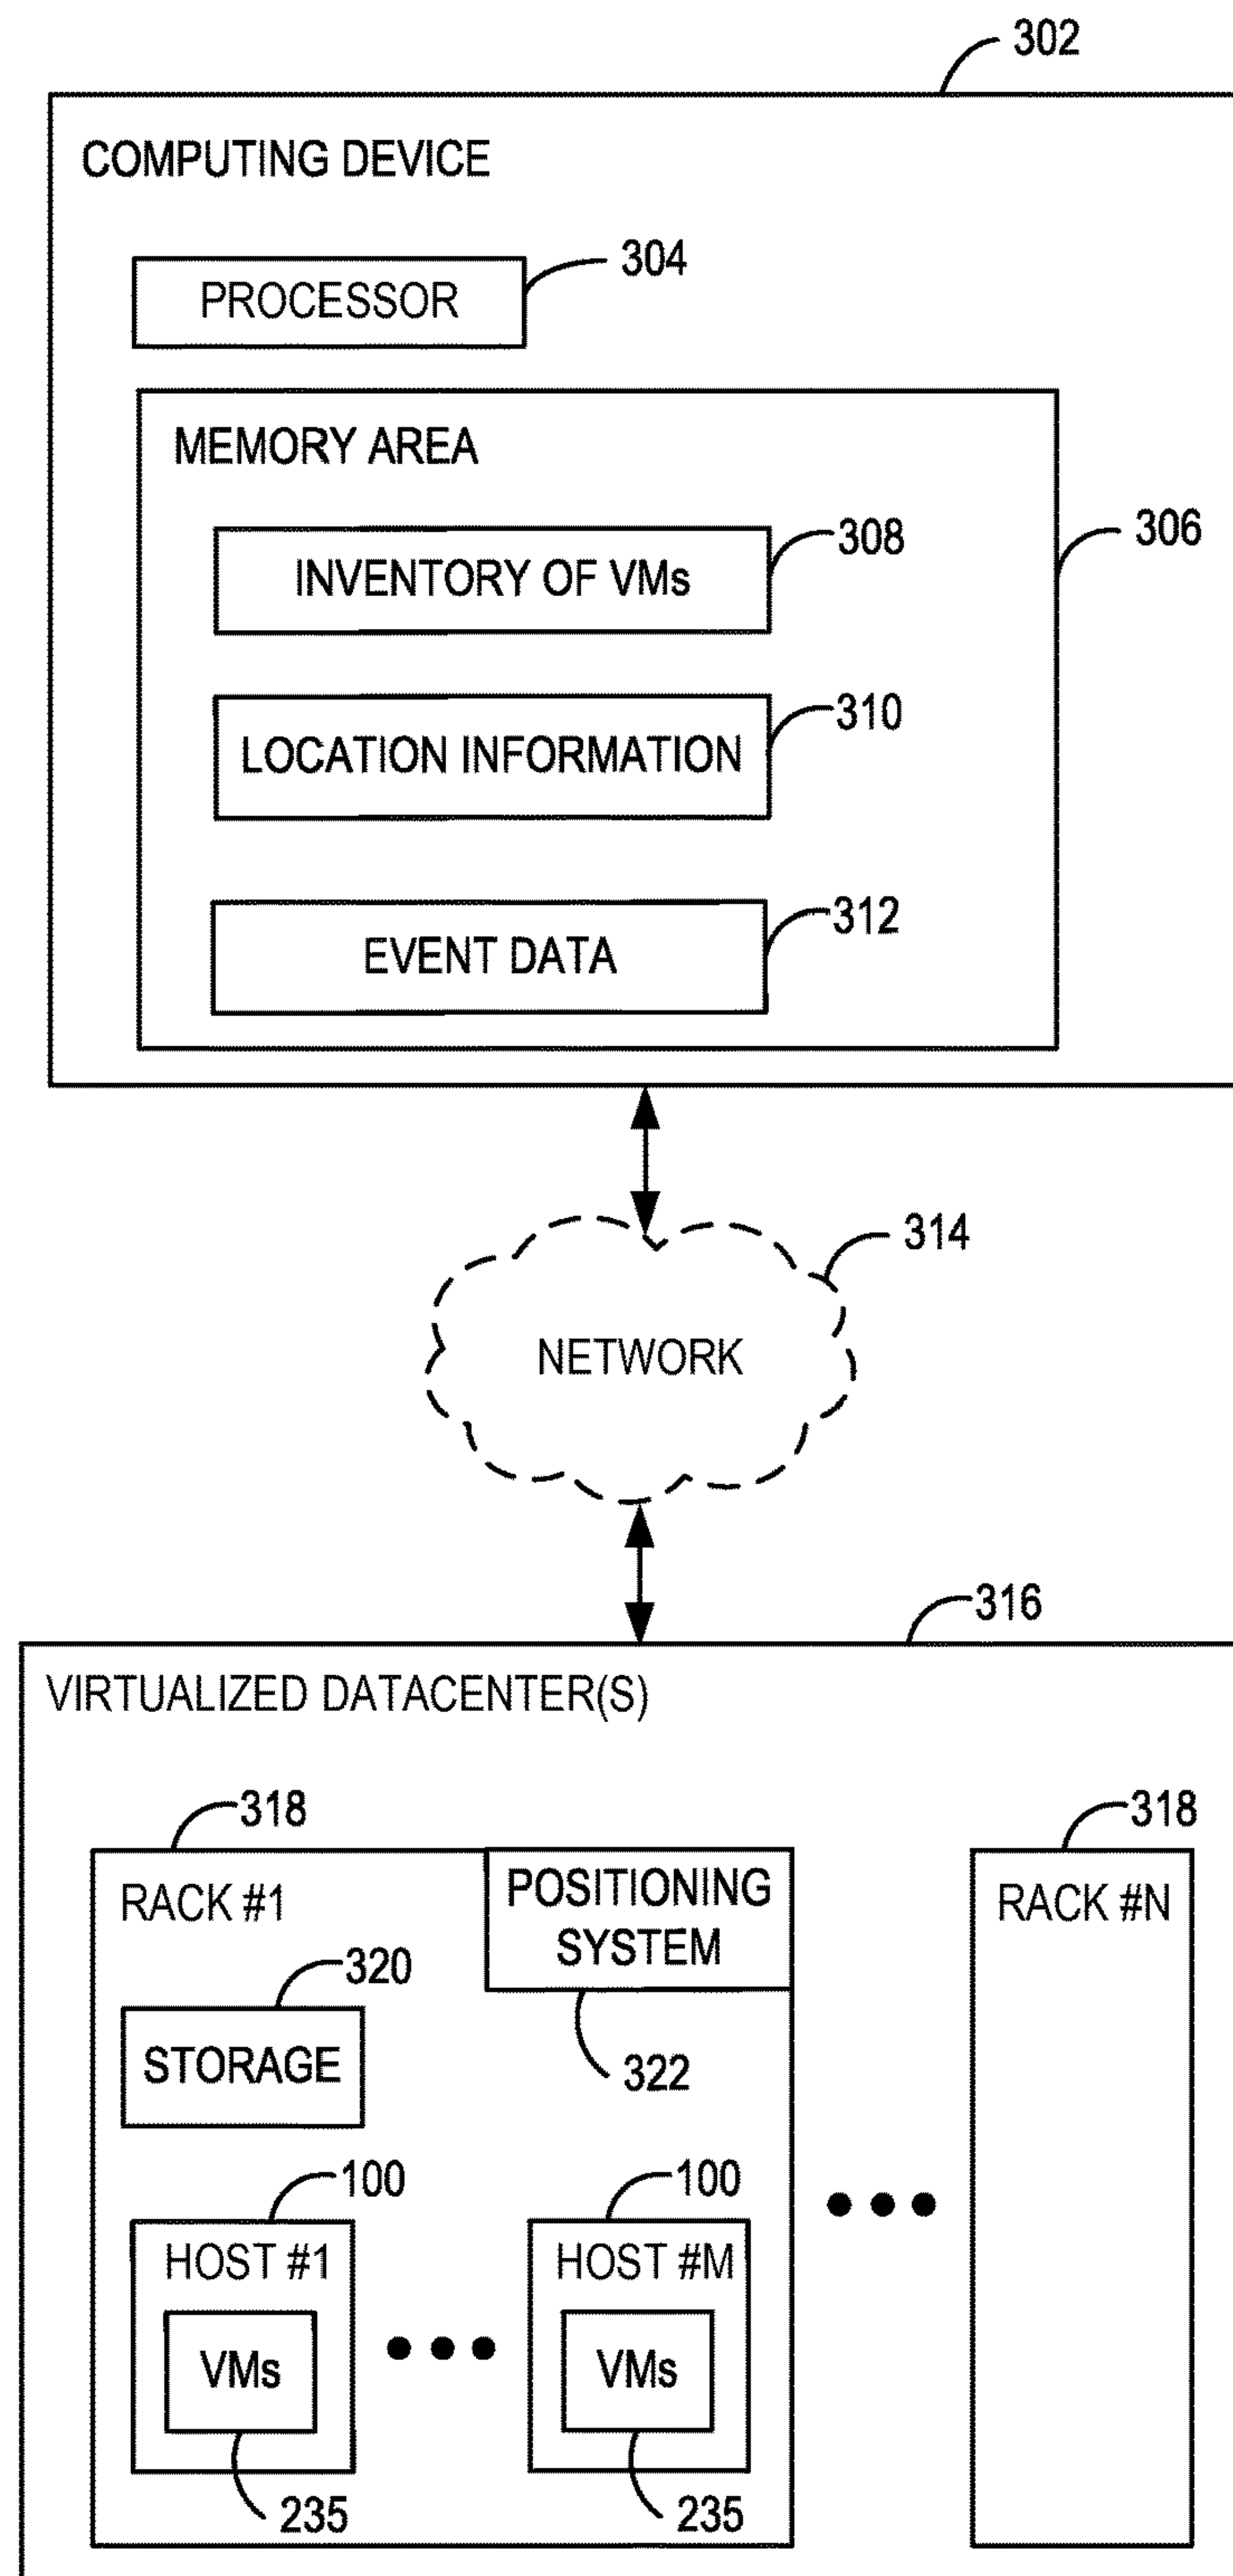 302
COMPUTING DEVICE
304
PROCESSOR
MEMORY AREA
308
306
INVENTORY OF VMs
310
LOCATION INFORMATION
312
EVENT DATA
314
NETWORK
316
VIRTUALIZED DATACENTER(S)
318
318
RACK #1
POSITIONING
SYSTEM
RACK #N
320
STORAGE
322
100
100
HOST #1
HOST #M
VMs
VMs
235
235